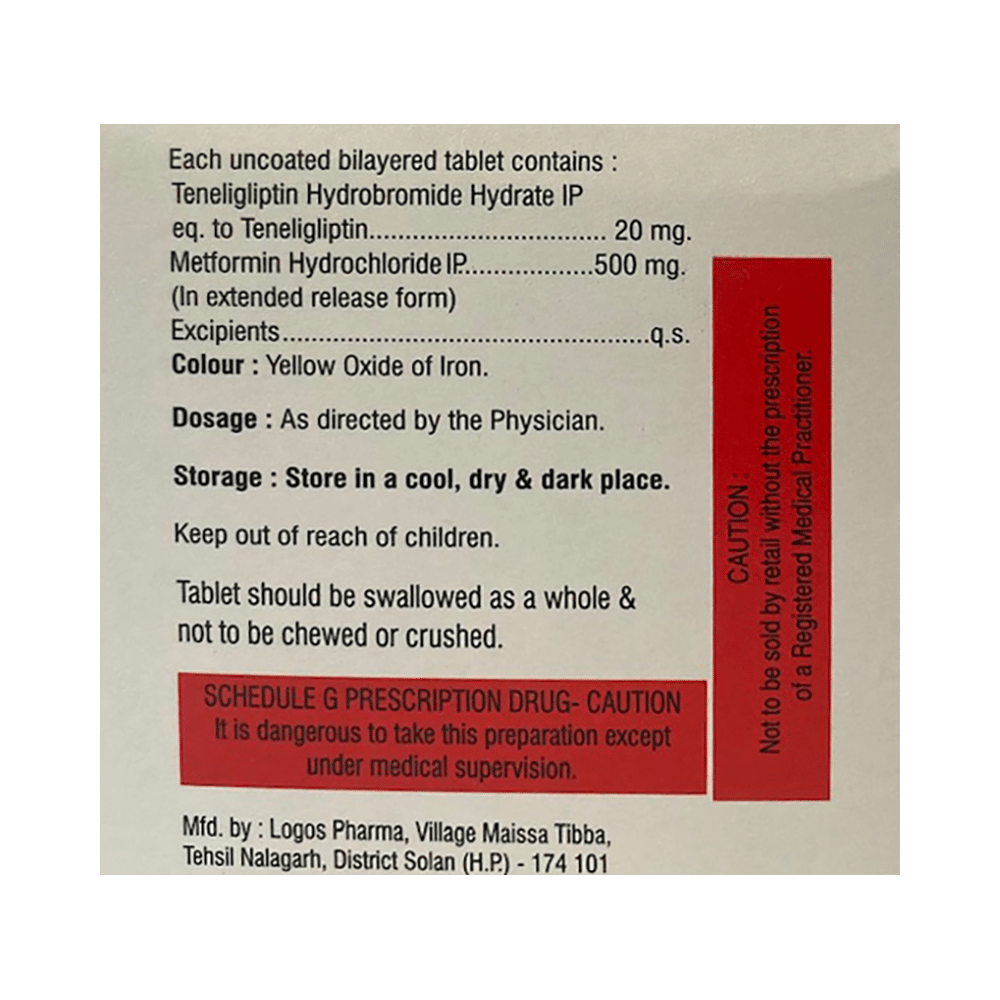 Each uncoated bilayered tablet contains :
Teneligliptin Hydrobromide Hydrate IP
eq. to Teneligliptin................................. 20 mg.
Metformin Hydrochloride IP..................500 mg.
(In extended release form)
Excipients....................................................q.s.
Colour : Yellow Oxide of Iron.
Dosage : As directed by the Physician.
Storage : Store in a cool, dry & dark place.
Keep out of reach of children.
Tablet should be swallowed as a whole &
not to be chewed or crushed.
SCHEDULE G PRESCRIPTION DRUG- CAUTION
It is dangerous to take this preparation except
under medical supervision.
Mfd. by : Logos Pharma, Village Maissa Tibba,
Tehsil Nalagarh, District Solan (H.P.) - 174 101
CAUTION :
Not to be sold by retail without the prescription
of a Registered Medical Practitioner.